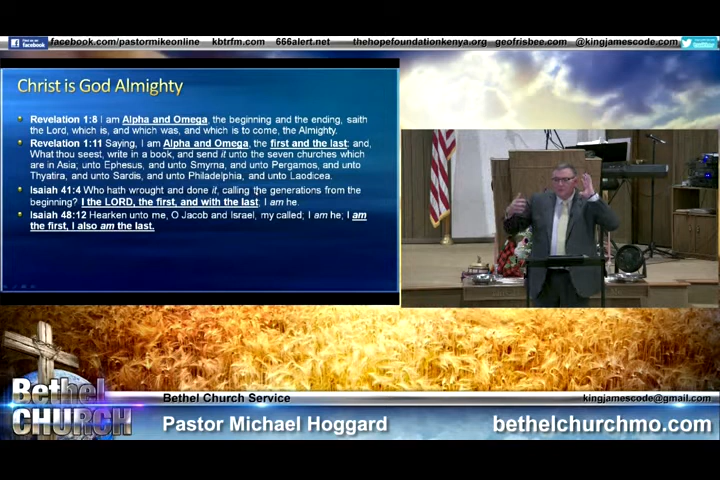 facebook.com/pastormikeonline kbtrfm.com 666alert.net thehopefoundationkenya.org geofrisbee.com @kingjamescode.com
Christ is God Almighty
Revelation 1:8 I am Alpha and Omega, the beginning and the ending, saith
the Lord, which is, and which was, and which is to come, the Almighty.
Revelation 1:11 Saying, I am Alpha and Omega, the first and the last: and,
What thou seest, write in a book, and send it unto the seven churches which
are in Asia; unto Ephesus, and unto Smyrna, and unto Pergamos, and unto
Thyatira, and unto Sardis, and unto Philadelphia, and unto Laodicea.
Isaiah 41:4 Who hath wrought and done it, calling the generations from the
beginning? I the LORD, the first, and with the last; I am he.
Isaiah 48:12 Hearken unto me, O Jacob and Israel, my called; I am he; I am
the first, I also am the last.
Bethel
CHURCH
Bethel Church Service kingjamescode@gmail.com
Pastor Michael Hoggard bethelchurchmo.com